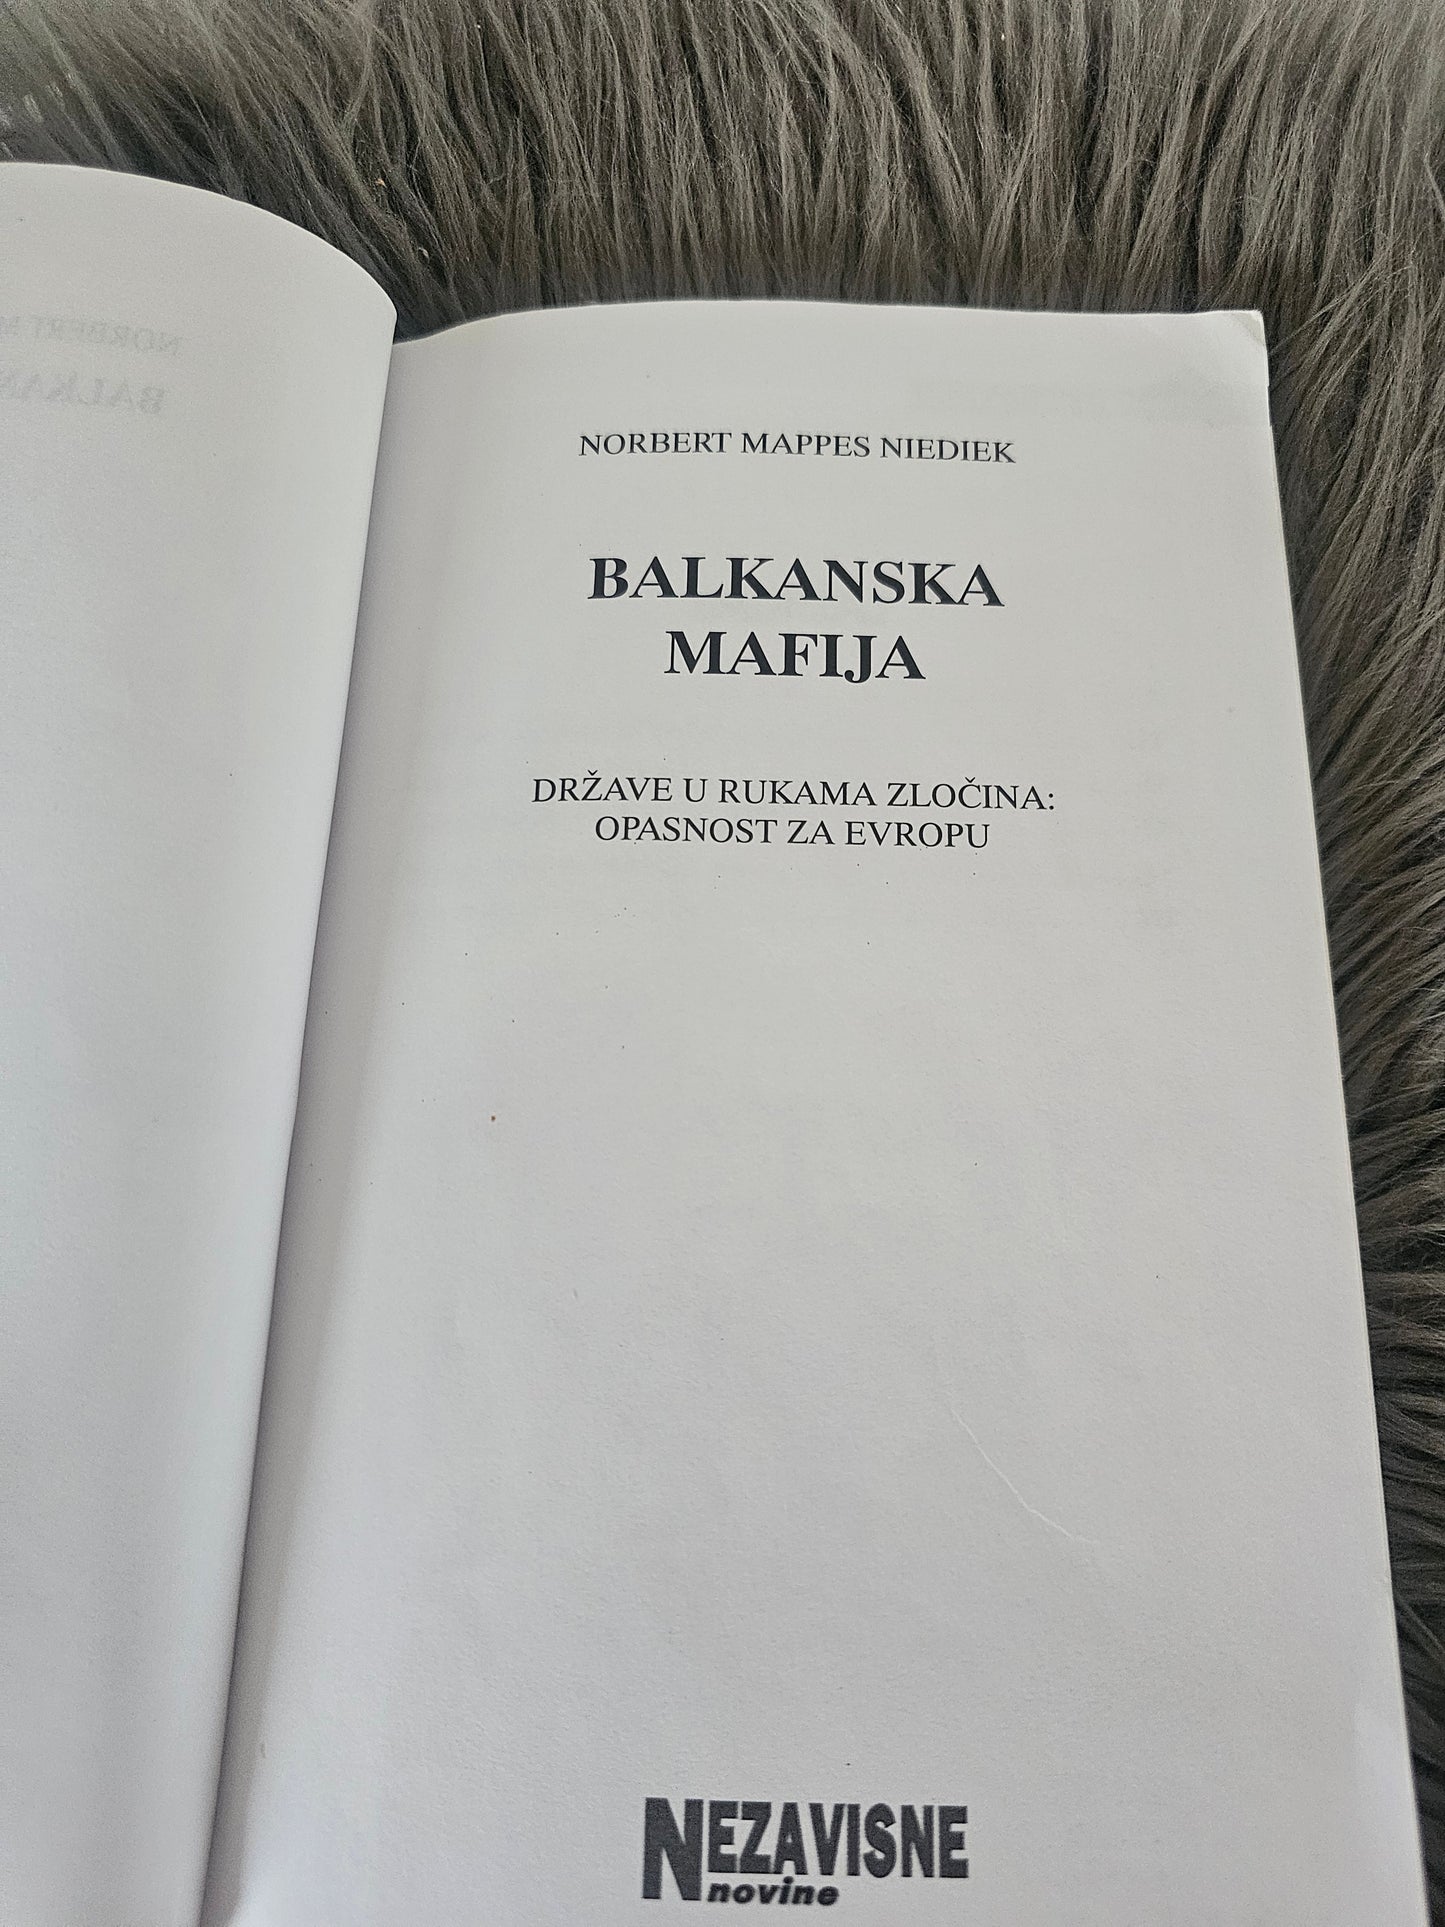 NORBERT MAPPES NIEDIEK
BALKANSKA
MAFIJA
DRŽAVE U RUKAMA ZLOČINA:
OPASNOST ZA EVROPU
NEZAVISNE
novine